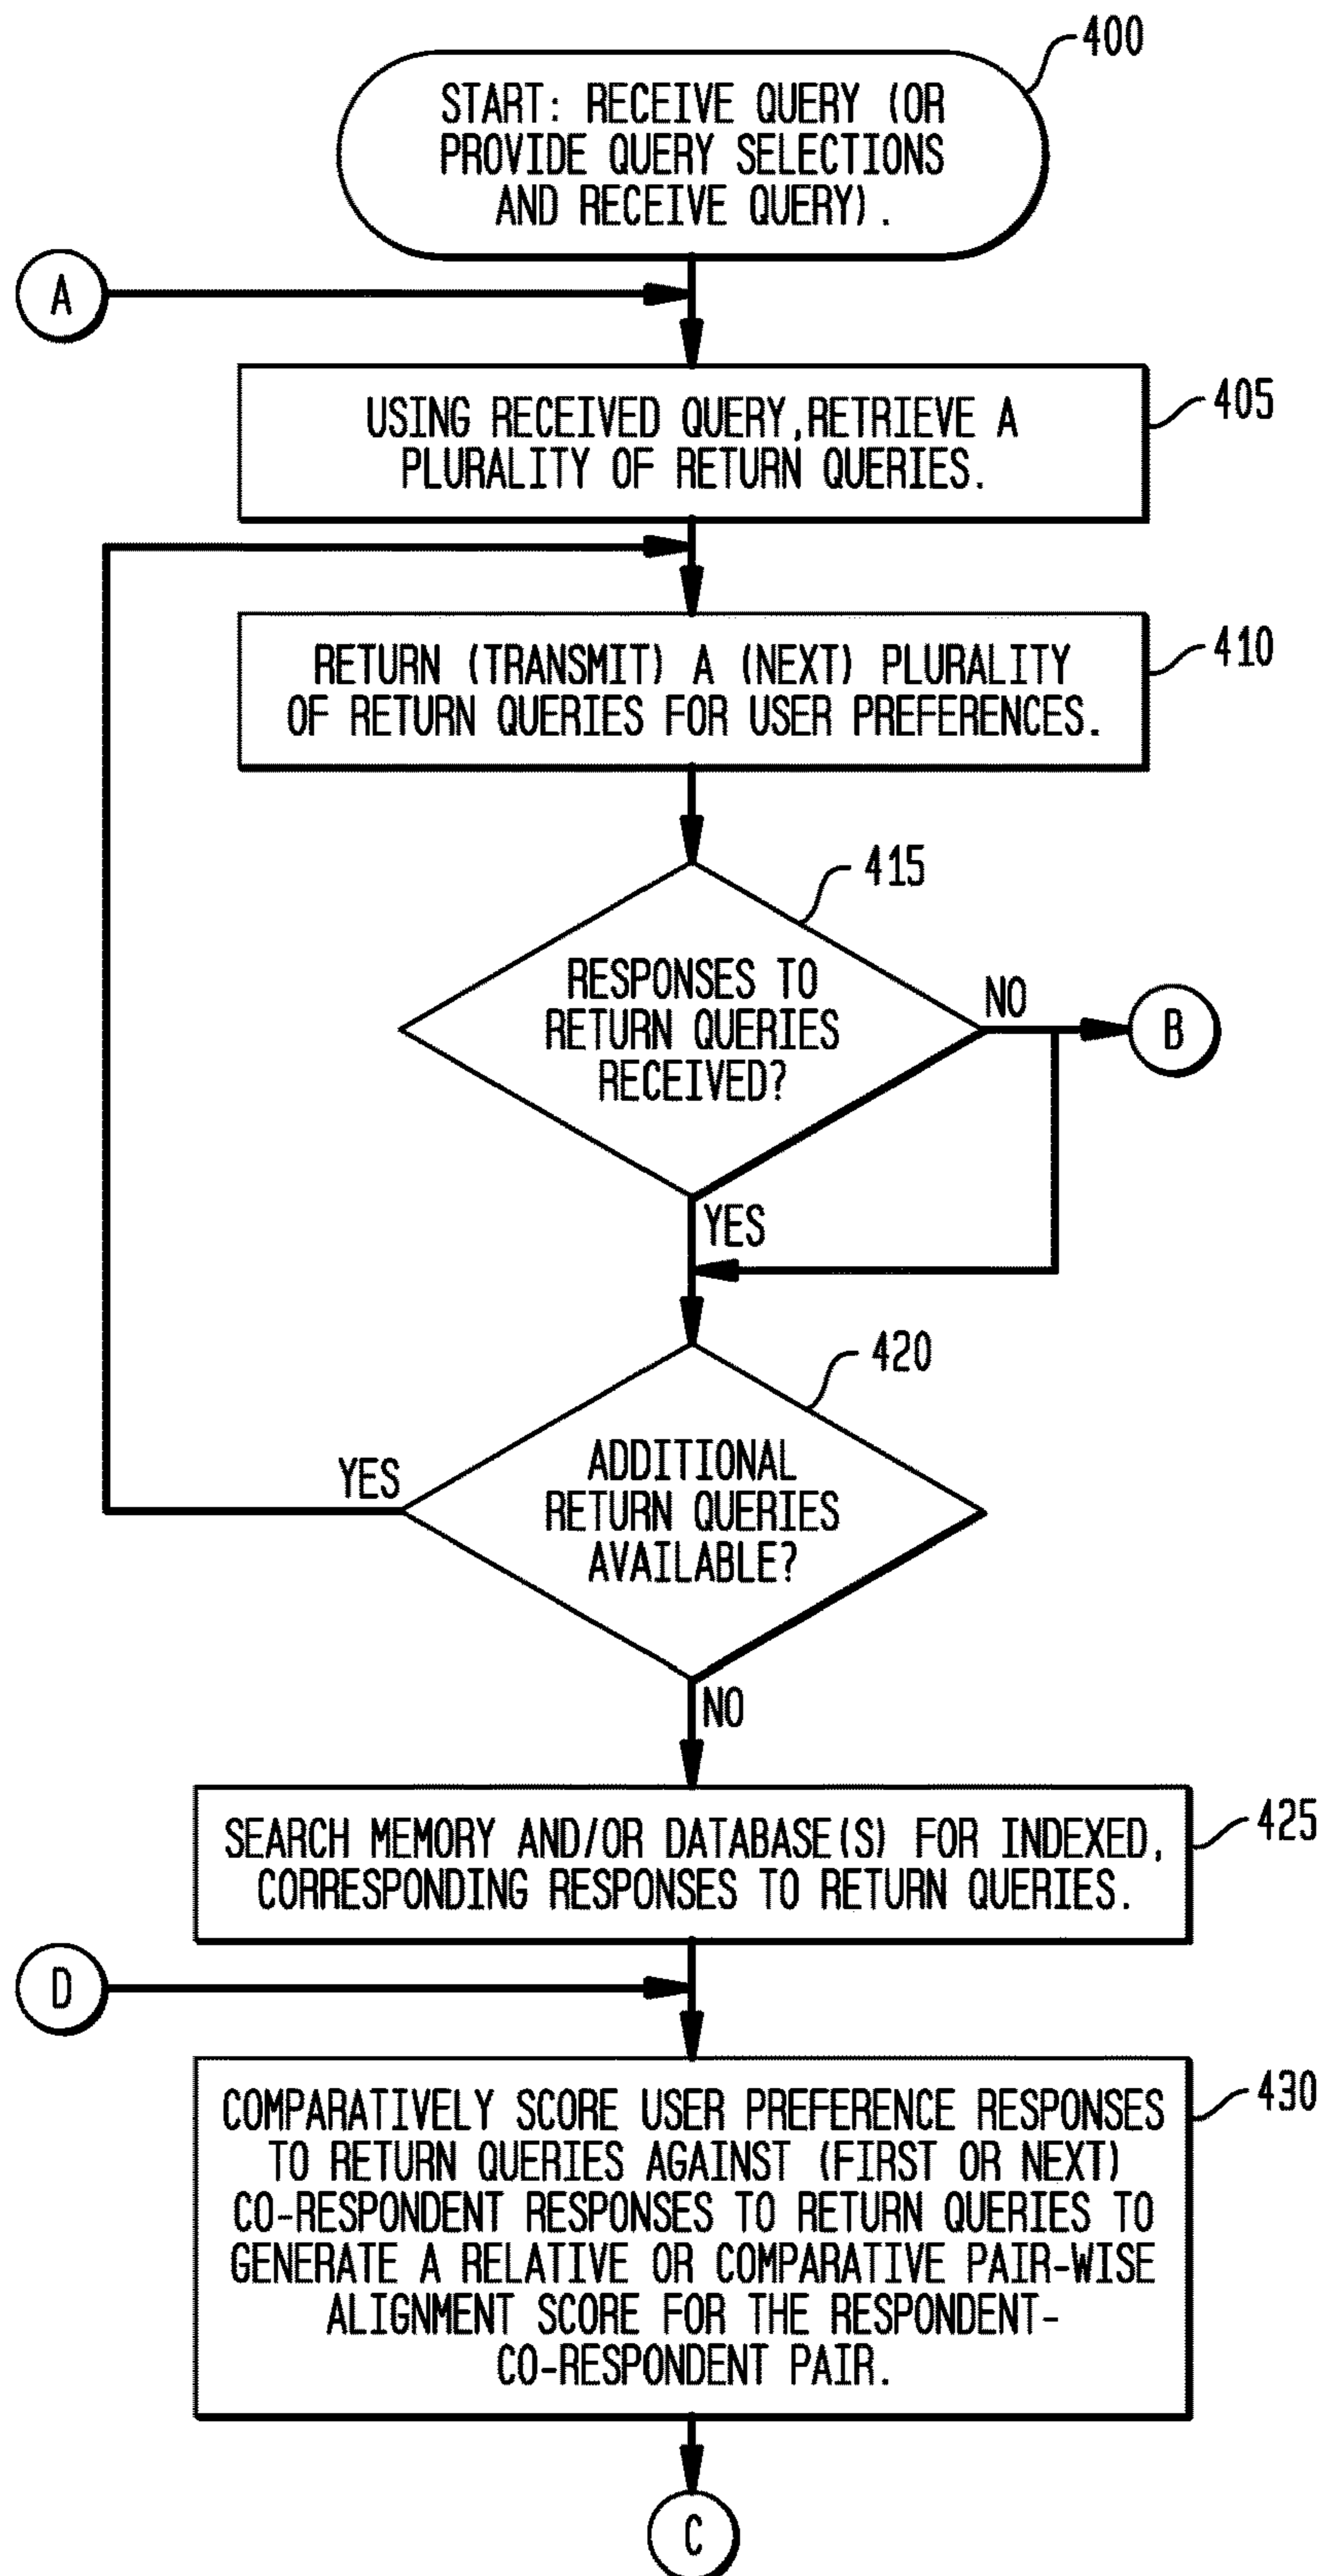 400
START: RECEIVE QUERY (OR
PROVIDE QUERY SELECTIONS
AND RECEIVE QUERY).
A
405
USING RECEIVED QUERY,RETRIEVE A
PLURALITY OF RETURN QUERIES.
410
RETURN (TRANSMIT) A (NEXT) PLURALITY
OF RETURN QUERIES FOR USER PREFERENCES.
415
RESPONSES TO
RETURN QUERIES
RECEIVED?
NO
B
YES
420
ADDITIONAL
RETURN QUERIES
AVAILABLE?
YES
NO
425
SEARCH MEMORY AND/OR DATABASE(S) FOR INDEXED,
CORRESPONDING RESPONSES TO RETURN QUERIES.
D
430
COMPARATIVELY SCORE USER PREFERENCE RESPONSES
TO RETURN QUERIES AGAINST (FIRST OR NEXT)
CO-RESPONDENT RESPONSES TO RETURN QUERIES TO
GENERATE A RELATIVE OR COMPARATIVE PAIR-WISE
ALIGNMENT SCORE FOR THE RESPONDENT-
CO-RESPONDENT PAIR.
C